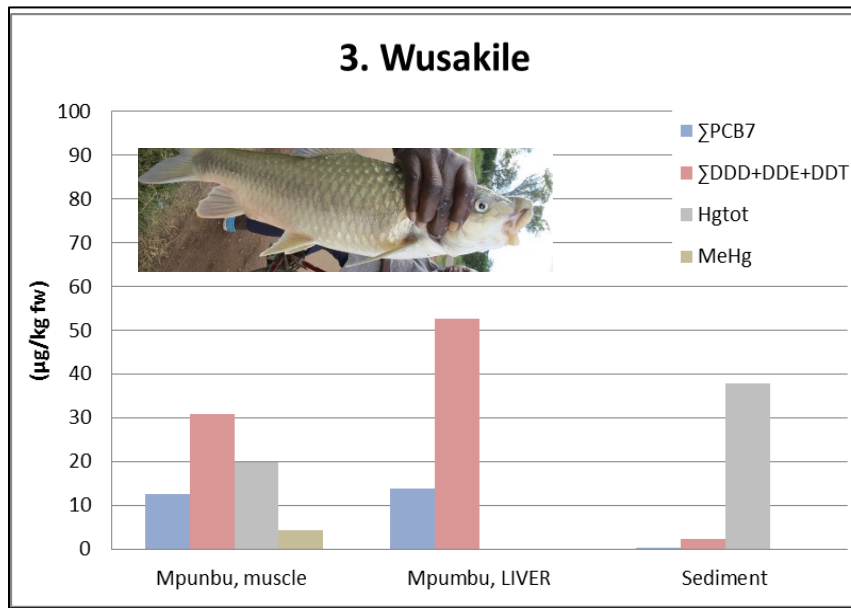 3. Wusakile
100
90
80
70
60
50
40
30
20
10
0
(µg/kg fw)
∑PCB7
∑DDD+DDE+DDT
Hgtot
MeHg
Mpunbu, muscle
Mpumbu, LIVER
Sediment